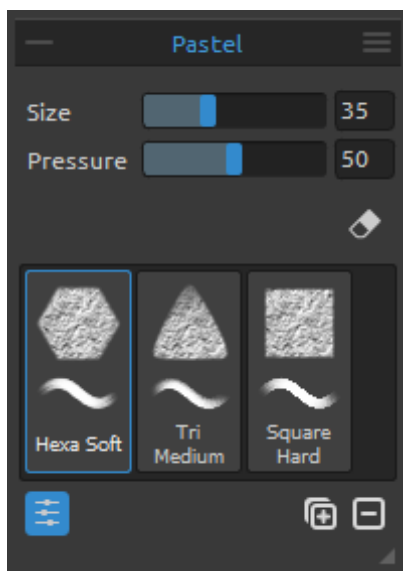 Pastel
Size 35
Pressure 50
Hexa Soft
Tri
Medium
Square
Hard